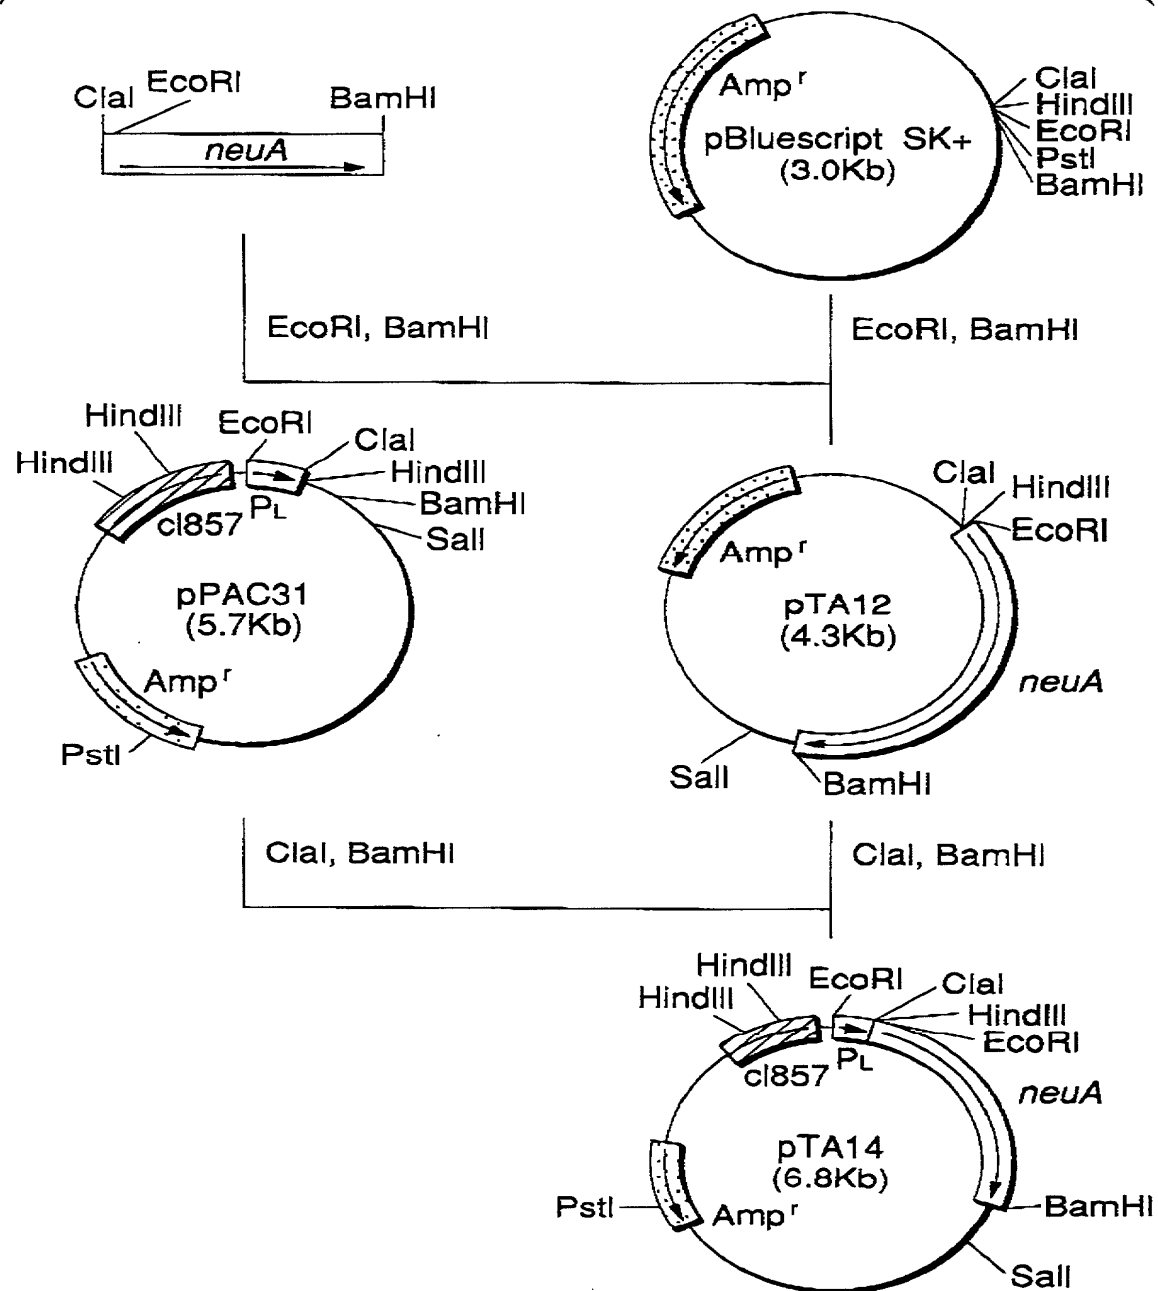 ClaI
EcoRI
BamHI
neuA
Amp r
pBluescript SK+
(3.0Kb)
ClaI
HindIII
EcoRI
PstI
BamHI
EcoRI, BamHI
EcoRI, BamHI
HindIII
HindIII
EcoRI
ClaI
HindIII
BamHI
SalI
PL
cI857
pPAC31
(5.7Kb)
Amp r
PstI
ClaI
HindIII
EcoRI
Amp r
pTA12
(4.3Kb)
neuA
SalI
BamHI
ClaI, BamHI
ClaI, BamHI
HindIII
HindIII
EcoRI
ClaI
HindIII
EcoRI
PL
cI857
neuA
pTA14
(6.8Kb)
PstI
Amp r
BamHI
SalI